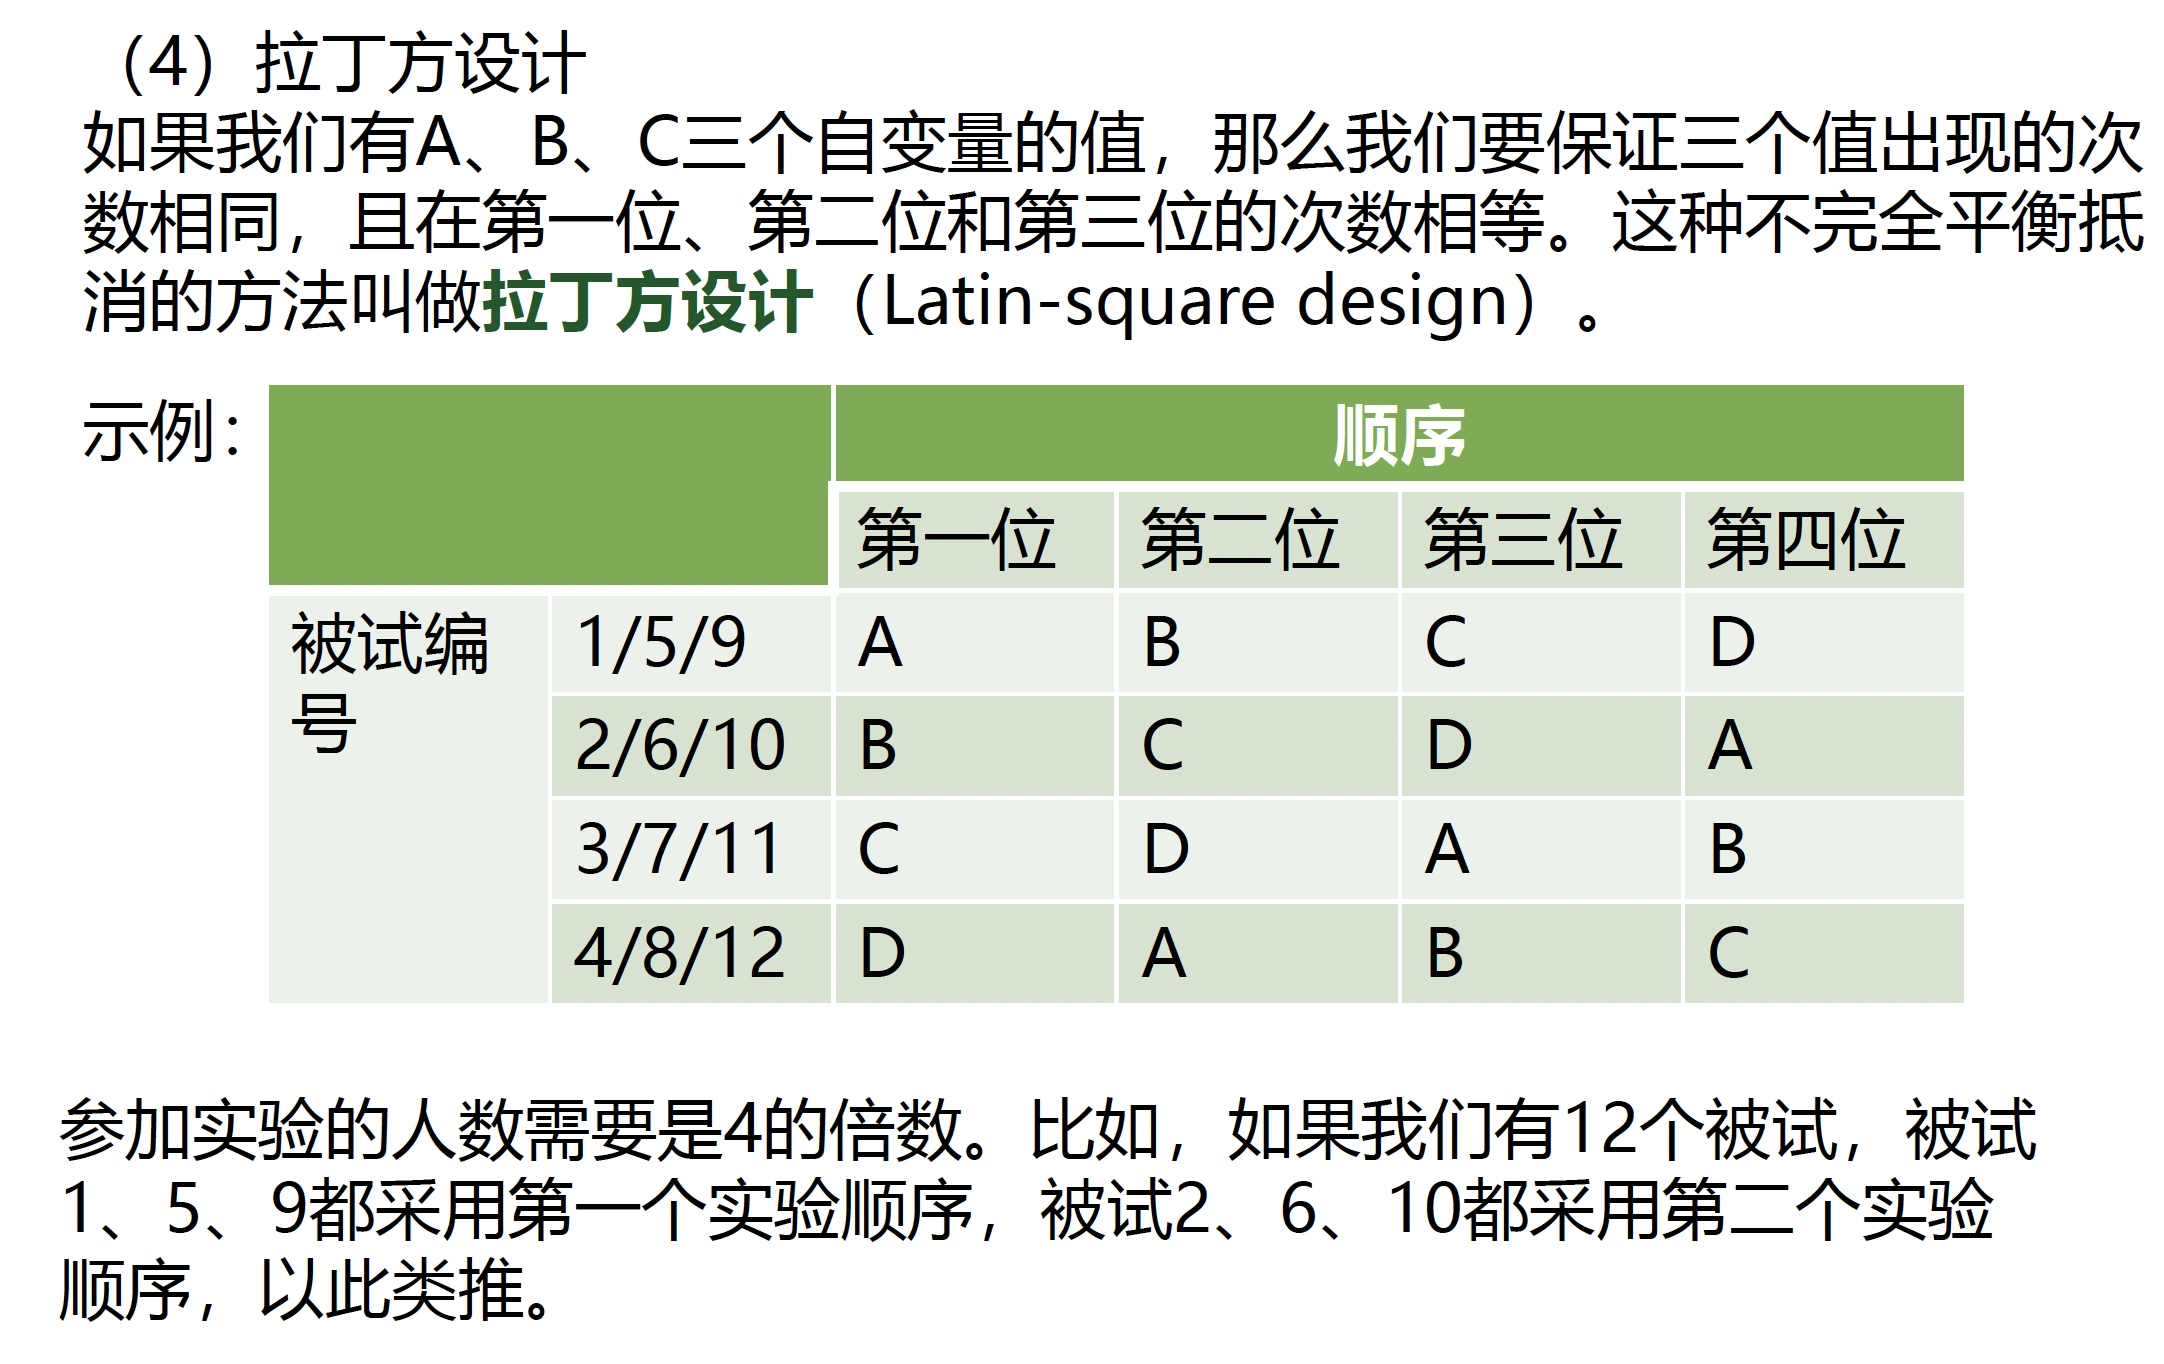 （4）拉丁方设计
如果我们有A、B、C三个自变量的值，那么我们要保证三个值出现的次
数相同，且在第一位、第二位和第三位的次数相等。这种不完全平衡抵
消的方法叫做拉丁方设计（Latin-square design）。
示例：
顺序
第一位 第二位 第三位 第四位
被试编
号
1/5/9 A B C D
2/6/10 B C D A
3/7/11 C D A B
4/8/12 D A B C
参加实验的人数需要是4的倍数。比如，如果我们有12个被试，被试
1、5、9都采用第一个实验顺序，被试2、6、10都采用第二个实验
顺序，以此类推。